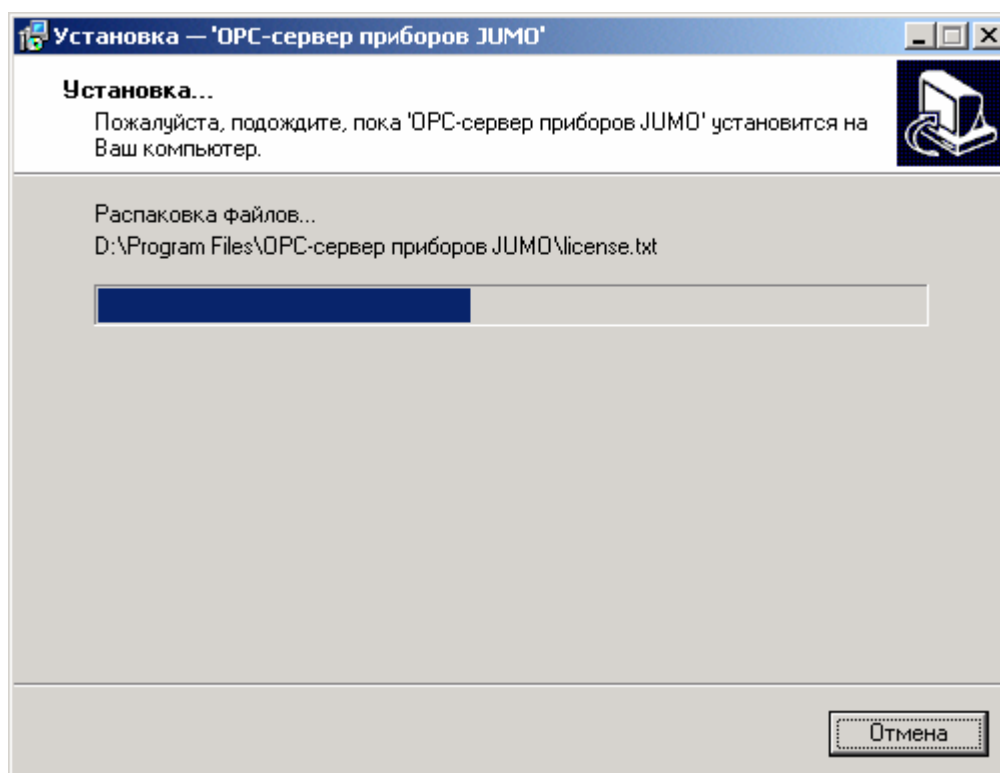 Установка — 'OPC-сервер приборов JUMO'
Установка...
Пожалуйста, подождите, пока 'OPC-сервер приборов JUMO' установится на
Ваш компьютер.
Распаковка файлов...
D:\Program Files\OPC-сервер приборов JUMO\license.txt
Отмена